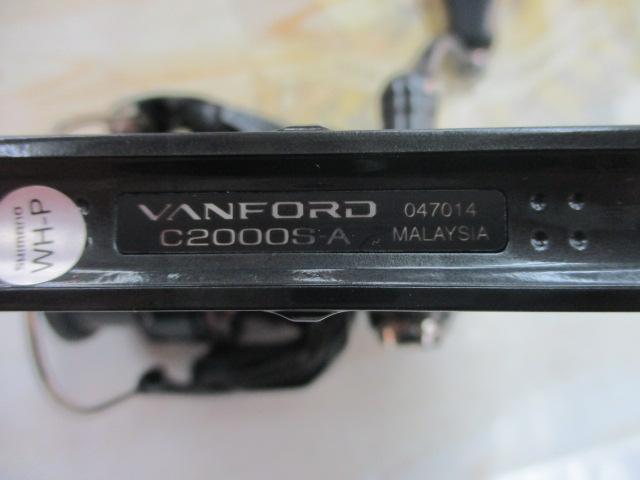 Shimano
WH-P
VANFORD 047014
C2000S-A MALAYSIA